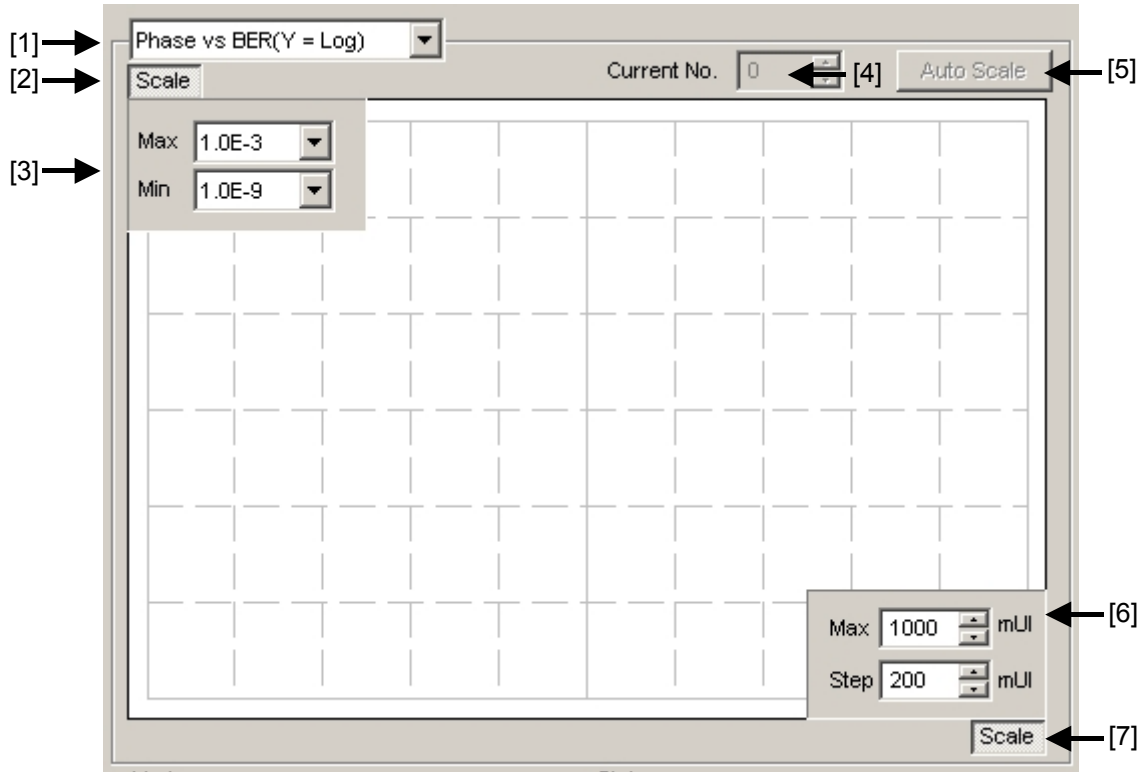 [1] Phase vs BER(Y = Log)
[2] Scale
Current No. 0 [4]
Auto Scale [5]
[3]
Max 1.0E-3
Min 1.0E-9
Max 1000 mUI [6]
Step 200 mUI
Scale [7]